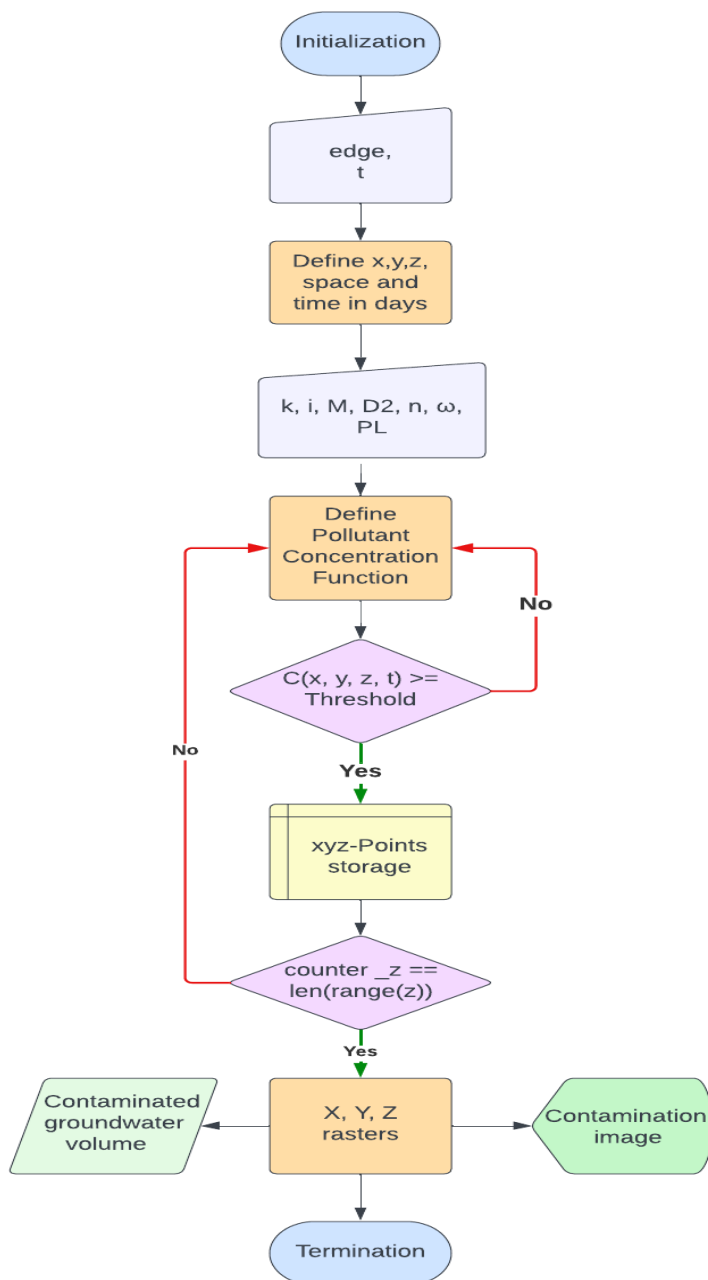 Initialization
edge,
t
Define x,y,z,
space and
time in days
k, i, M, D2, n, ω,
PL
Define
Pollutant
Concentration
Function
No
C(x, y, z, t) >=
Threshold
No
Yes
xyz-Points
storage
counter _z ==
len(range(z))
Yes
Contaminated
groundwater
volume
X, Y, Z
rasters
Contamination
image
Termination